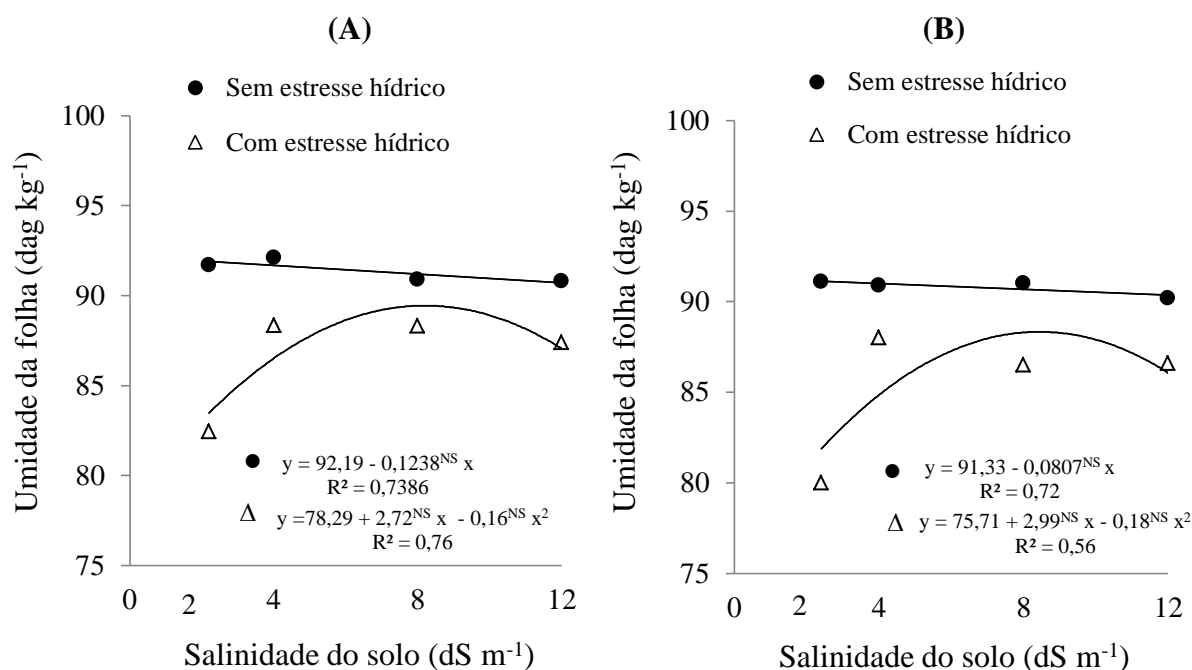 (A)
● Sem estresse hídrico
△ Com estresse hídrico
Umidade da folha (dag kg⁻¹)
100
95
90
85
80
75
● y = 92,19 - 0,1238ᴺˢ x
R² = 0,7386
△ y =78,29 + 2,72ᴺˢ x - 0,16ᴺˢ x²
R² = 0,76
0 2 4 8 12
Salinidade do solo (dS m⁻¹)
(B)
● Sem estresse hídrico
△ Com estresse hídrico
Umidade da folha (dag kg⁻¹)
100
95
90
85
80
75
● y = 91,33 - 0,0807ᴺˢ x
R² = 0,72
△ y = 75,71 + 2,99ᴺˢ x - 0,18ᴺˢ x²
R² = 0,56
0 2 4 8 12
Salinidade do solo (dS m⁻¹)